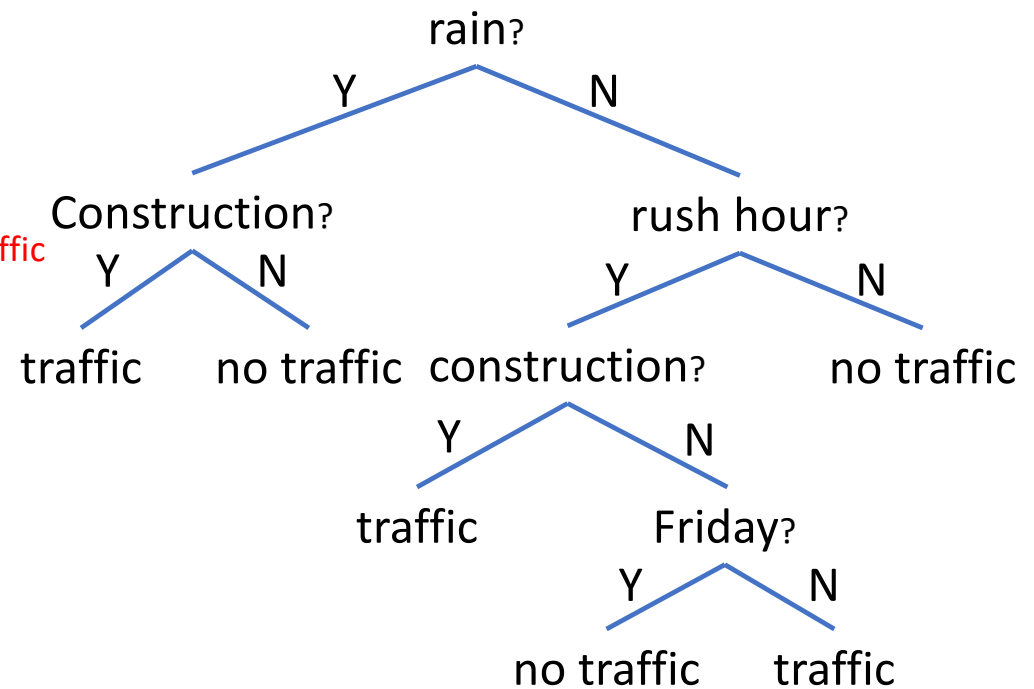 rain?
Y N
Construction? rush hour?
ffic
Y N Y N
traffic no traffic construction? no traffic
Y N
traffic Friday?
Y N
no traffic traffic